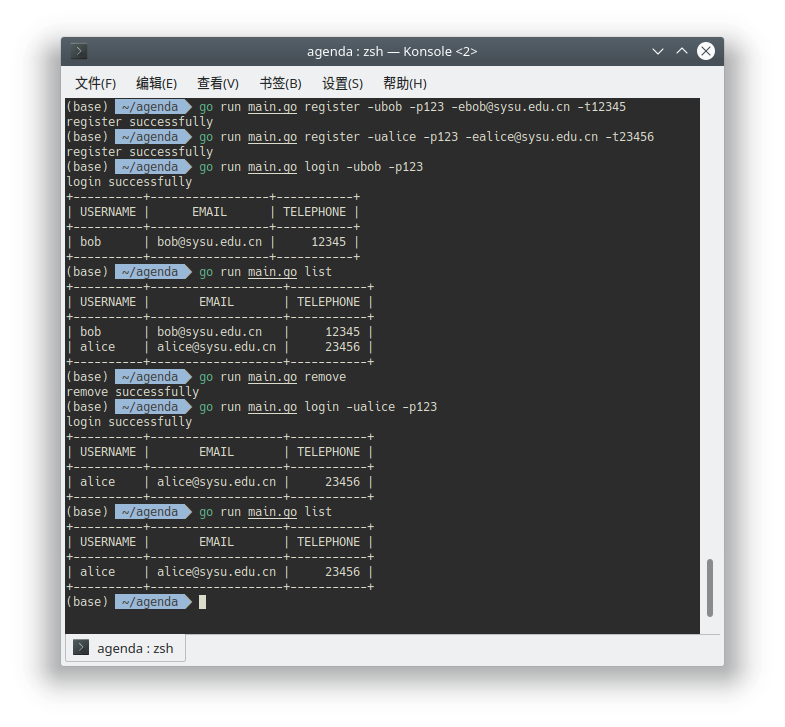 agenda : zsh — Konsole <2>
文件(F) 编辑(E) 查看(V) 书签(B) 设置(S) 帮助(H)
(base) ~/agenda go run main.go register -ubob -p123 -ebob@sysu.edu.cn -t12345
register successfully
(base) ~/agenda go run main.go register -ualice -p123 -ealice@sysu.edu.cn -t23456
register successfully
(base) ~/agenda go run main.go login -ubob -p123
login successfully
+----------+-----------------+-----------+
| USERNAME |      EMAIL      | TELEPHONE |
+----------+-----------------+-----------+
| bob      | bob@sysu.edu.cn |     12345 |
+----------+-----------------+-----------+
(base) ~/agenda go run main.go list
+----------+-------------------+-----------+
| USERNAME |       EMAIL       | TELEPHONE |
+----------+-------------------+-----------+
| bob      | bob@sysu.edu.cn   |     12345 |
| alice    | alice@sysu.edu.cn |     23456 |
+----------+-------------------+-----------+
(base) ~/agenda go run main.go remove
remove successfully
(base) ~/agenda go run main.go login -ualice -p123
login successfully
+----------+-------------------+-----------+
| USERNAME |       EMAIL       | TELEPHONE |
+----------+-------------------+-----------+
| alice    | alice@sysu.edu.cn |     23456 |
+----------+-------------------+-----------+
(base) ~/agenda go run main.go list
+----------+-------------------+-----------+
| USERNAME |       EMAIL       | TELEPHONE |
+----------+-------------------+-----------+
| alice    | alice@sysu.edu.cn |     23456 |
+----------+-------------------+-----------+
(base) ~/agenda
agenda : zsh